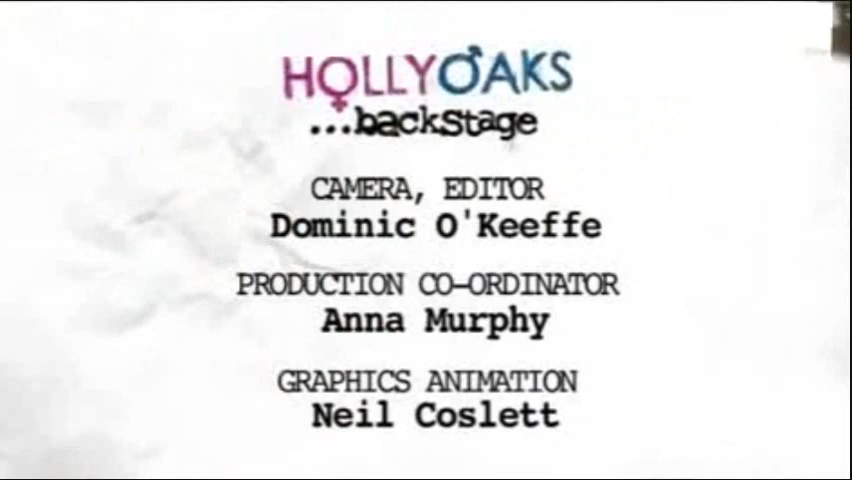 HOLLYOAKS
...backstage
CAMERA, EDITOR
Dominic O'Keeffe
PRODUCTION CO-ORDINATOR
Anna Murphy
GRAPHICS ANIMATION
Neil Coslett